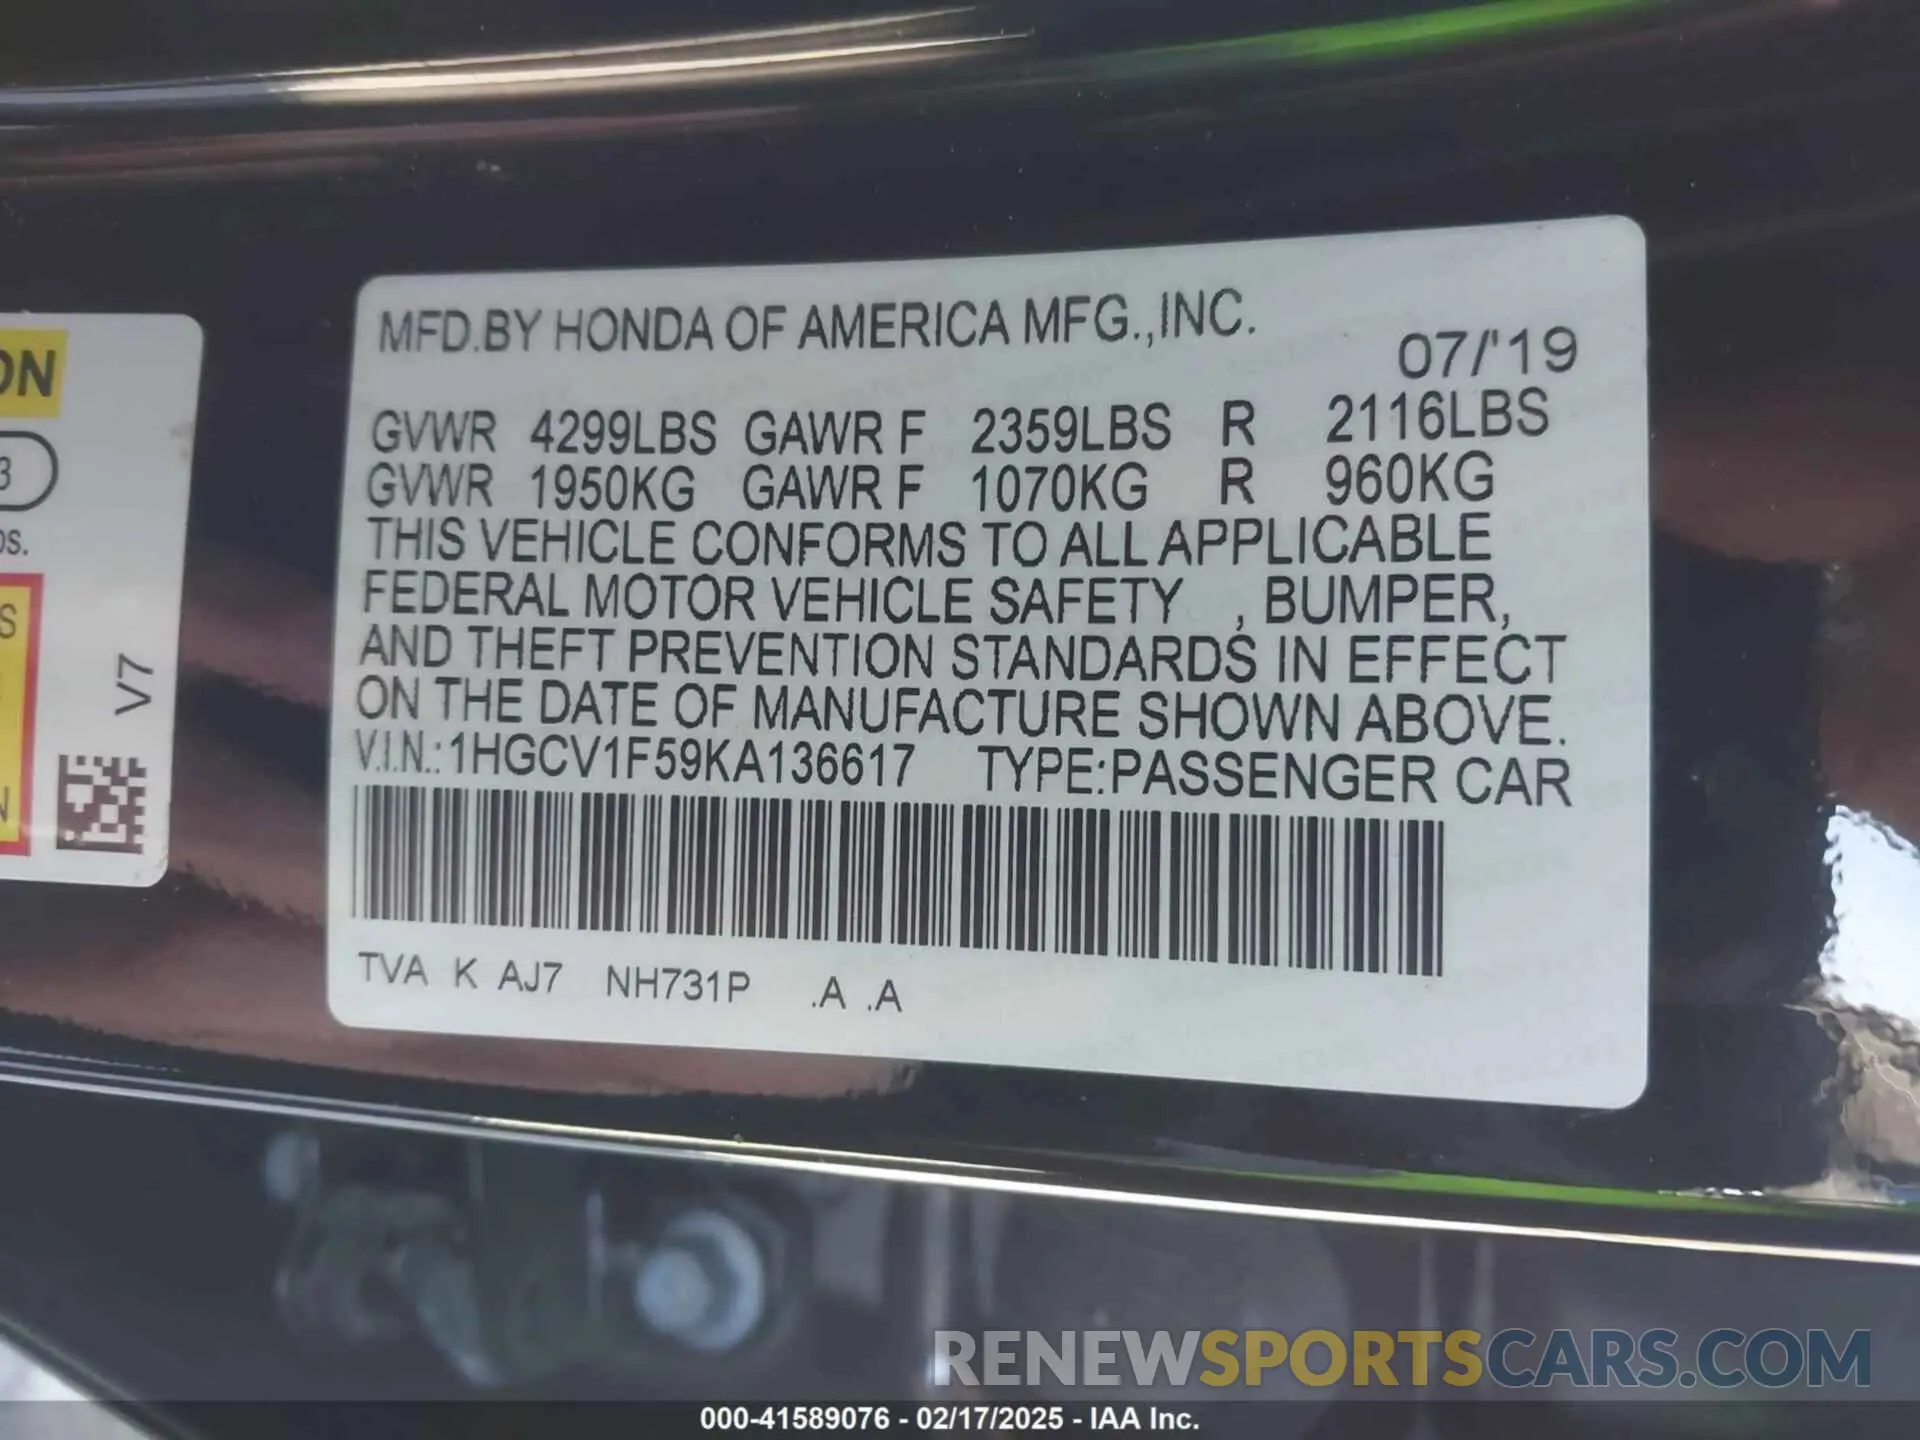 MFD.BY HONDA OF AMERICA MFG.,INC.
07/'19
GVWR 4299LBS GAWR F 2359LBS R 2116LBS
GVWR 1950KG GAWR F 1070KG R 960KG
THIS VEHICLE CONFORMS TO ALL APPLICABLE
FEDERAL MOTOR VEHICLE SAFETY , BUMPER,
AND THEFT PREVENTION STANDARDS IN EFFECT
ON THE DATE OF MANUFACTURE SHOWN ABOVE.
V.I.N.:1HGCV1F59KA136617 TYPE:PASSENGER CAR
TVA K AJ7 NH731P .A .A
ON
3
os.
S
N
V7
RENEWSPORTSCARS.COM
000-41589076 - 02/17/2025 - IAA Inc.